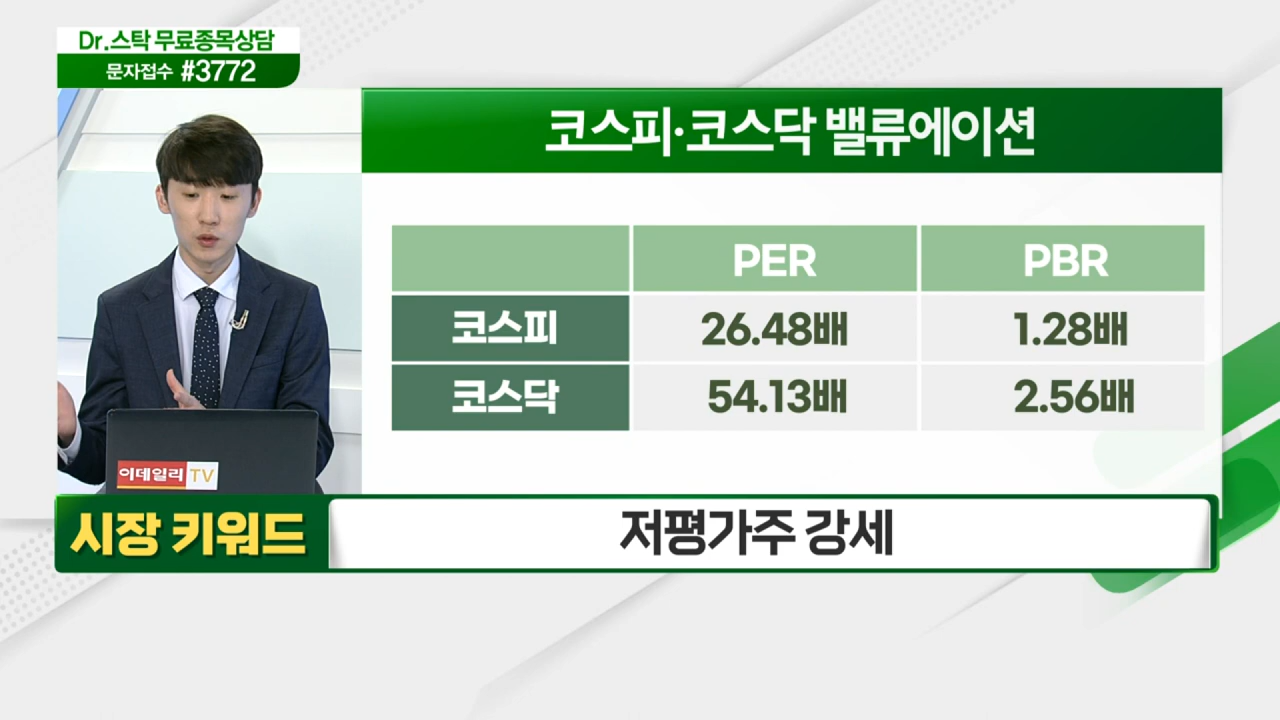 Dr.스탁 무료종목상담
문자접수 #3772
코스피·코스닥 밸류에이션
PER PBR
코스피 26.48배 1.28배
코스닥 54.13배 2.56배
이데일리 TV
시장 키워드 저평가주 강세